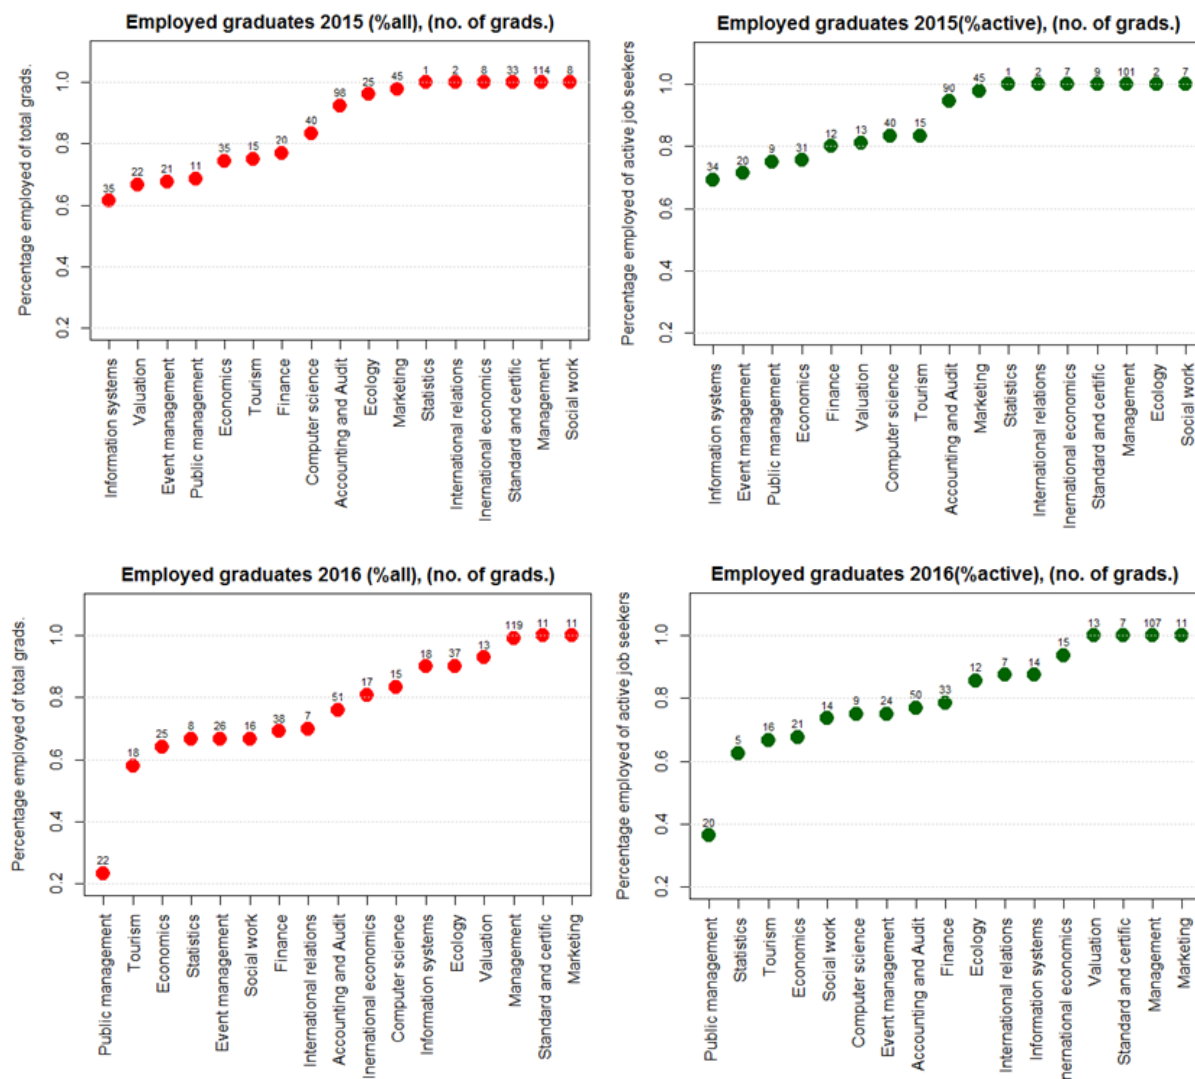 Employed graduates 2015 (%all), (no. of grads.)
Percentage employed of total grads.
1.0
0.8
0.6
0.4
0.2
35
22
21
11
35
15
20
40
98
25
45
1
2
8
33
114
8
Information systems
Valuation
Event management
Public management
Economics
Tourism
Finance
Computer science
Accounting and Audit
Ecology
Marketing
Statistics
International relations
Inernational economics
Standard and certific
Management
Social work
Employed graduates 2015(%active), (no. of grads.)
Percentage employed of active job seekers
1.0
0.8
0.6
0.4
0.2
34
20
9
31
12
13
40
15
90
45
1
2
7
9
101
2
7
Information systems
Event management
Public management
Economics
Finance
Valuation
Computer science
Tourism
Accounting and Audit
Marketing
Statistics
International relations
Inernational economics
Standard and certific
Management
Ecology
Social work
Employed graduates 2016 (%all), (no. of grads.)
Percentage employed of total grads.
1.0
0.8
0.6
0.4
0.2
22
18
25
8
26
16
38
7
51
17
15
18
37
13
119
11
11
Public management
Tourism
Economics
Statistics
Event management
Social work
Finance
International relations
Accounting and Audit
Inernational economics
Computer science
Information systems
Ecology
Valuation
Management
Standard and certific
Marketing
Employed graduates 2016(%active), (no. of grads.)
Percentage employed of active job seekers
1.0
0.8
0.6
0.4
0.2
20
5
16
21
14
9
24
50
33
12
7
14
15
13
7
107
11
Public management
Statistics
Tourism
Economics
Social work
Computer science
Event management
Accounting and Audit
Finance
Ecology
International relations
Information systems
Inernational economics
Valuation
Standard and certific
Management
Marketing